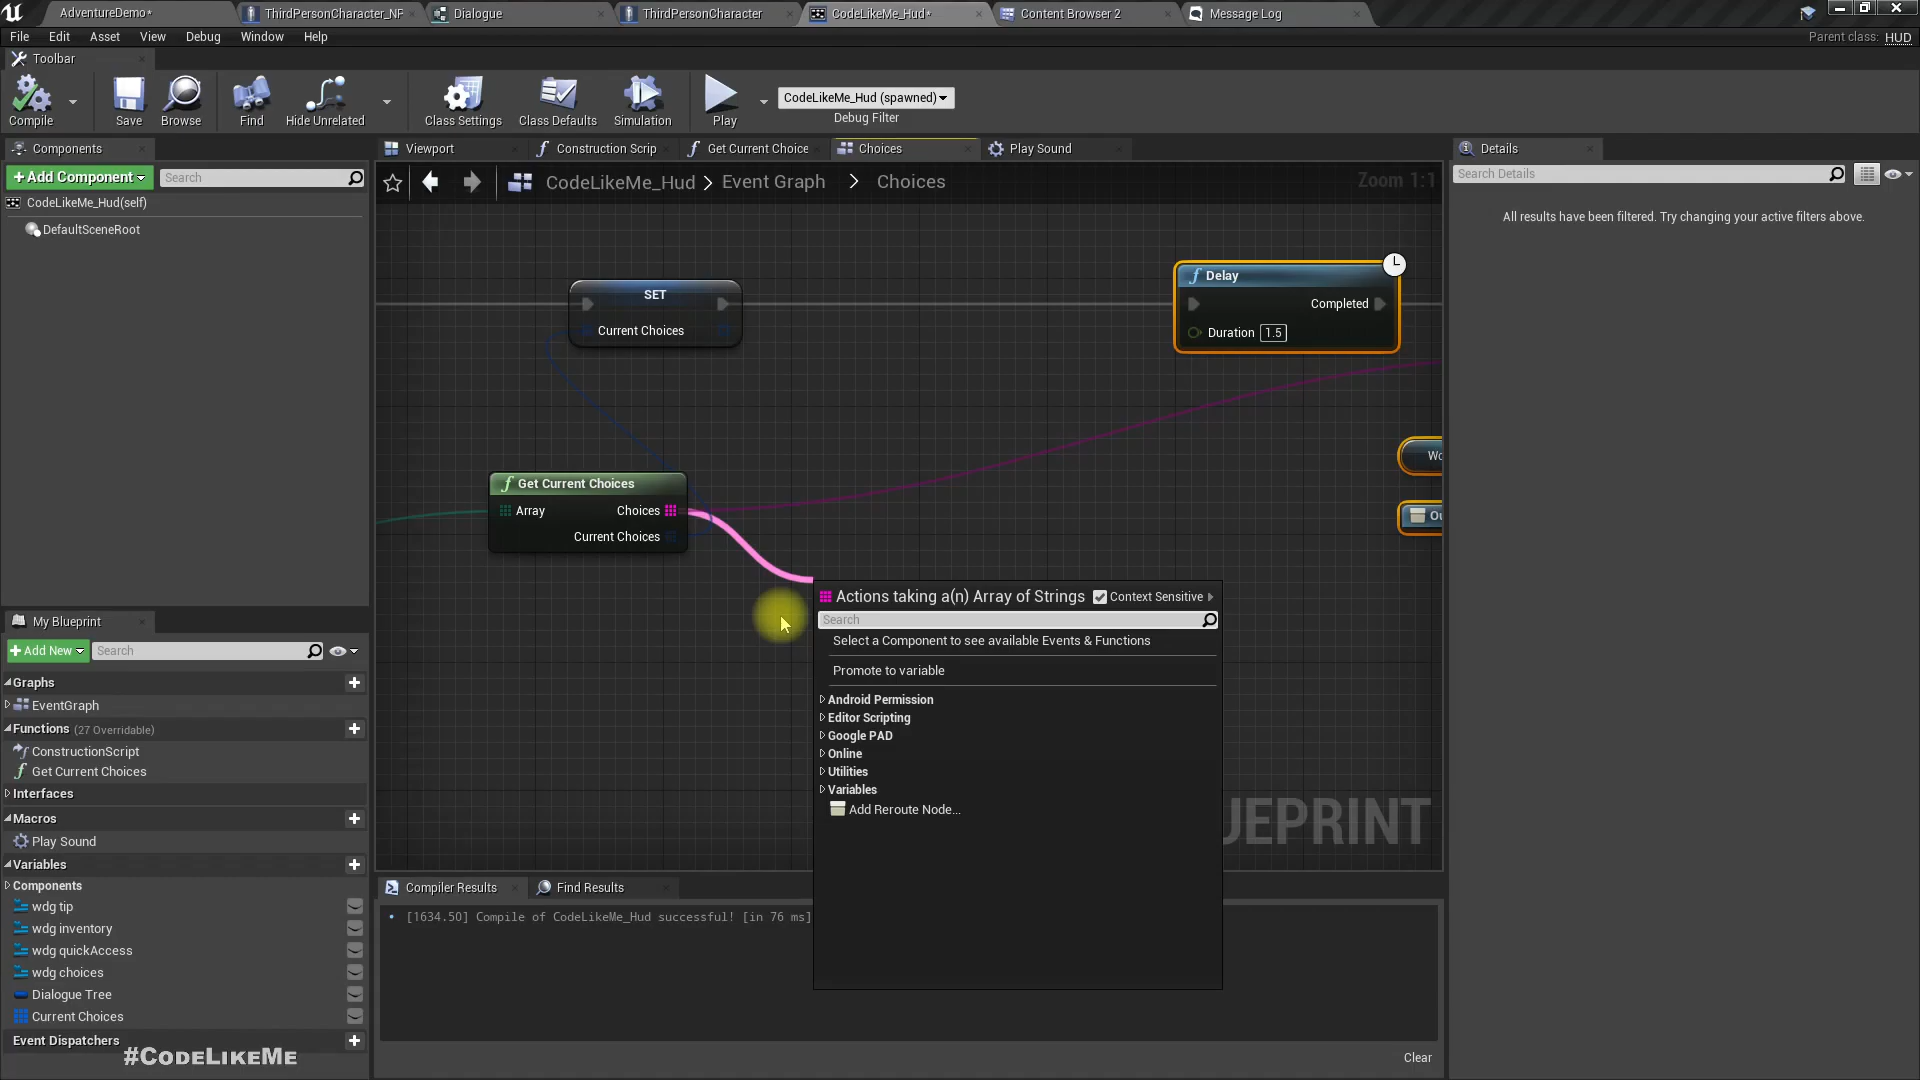 AdventureDemo*
ThirdPersonCharacter_NP
Dialogue
ThirdPersonCharacter
CodeLikeMe_Hud*
Content Browser 2
Message Log
File Edit Asset View Debug Window Help
Parent class: HUD
Toolbar
Compile
Save
Browse
Find
Hide Unrelated
Class Settings
Class Defaults
Simulation
Play
CodeLikeMe_Hud (spawned)
Debug Filter
Components
Viewport
Construction Scrip
Get Current Choice
Choices
Play Sound
Details
+ Add Component
Search
CodeLikeMe_Hud > Event Graph > Choices
Zoom 1:1
Search Details
CodeLikeMe_Hud(self)
DefaultSceneRoot
All results have been filtered. Try changing your active filters above.
SET
Current Choices
Delay
Completed
Duration 1.5
Get Current Choices
Array
Choices
Current Choices
Actions taking a(n) Array of Strings
Context Sensitive
Search
Select a Component to see available Events & Functions
Promote to variable
Android Permission
Editor Scripting
Google PAD
Online
Utilities
Variables
Add Reroute Node...
My Blueprint
+ Add New
Search
Graphs
EventGraph
Functions (27 Overridable)
ConstructionScript
Get Current Choices
Interfaces
Macros
Play Sound
Variables
Components
wdg tip
wdg inventory
wdg quickAccess
wdg choices
Dialogue Tree
Current Choices
Event Dispatchers
#CodeLikeMe
UEPRINT
Compiler Results
Find Results
[1634.50] Compile of CodeLikeMe_Hud successful! [in 76 ms]
Clear